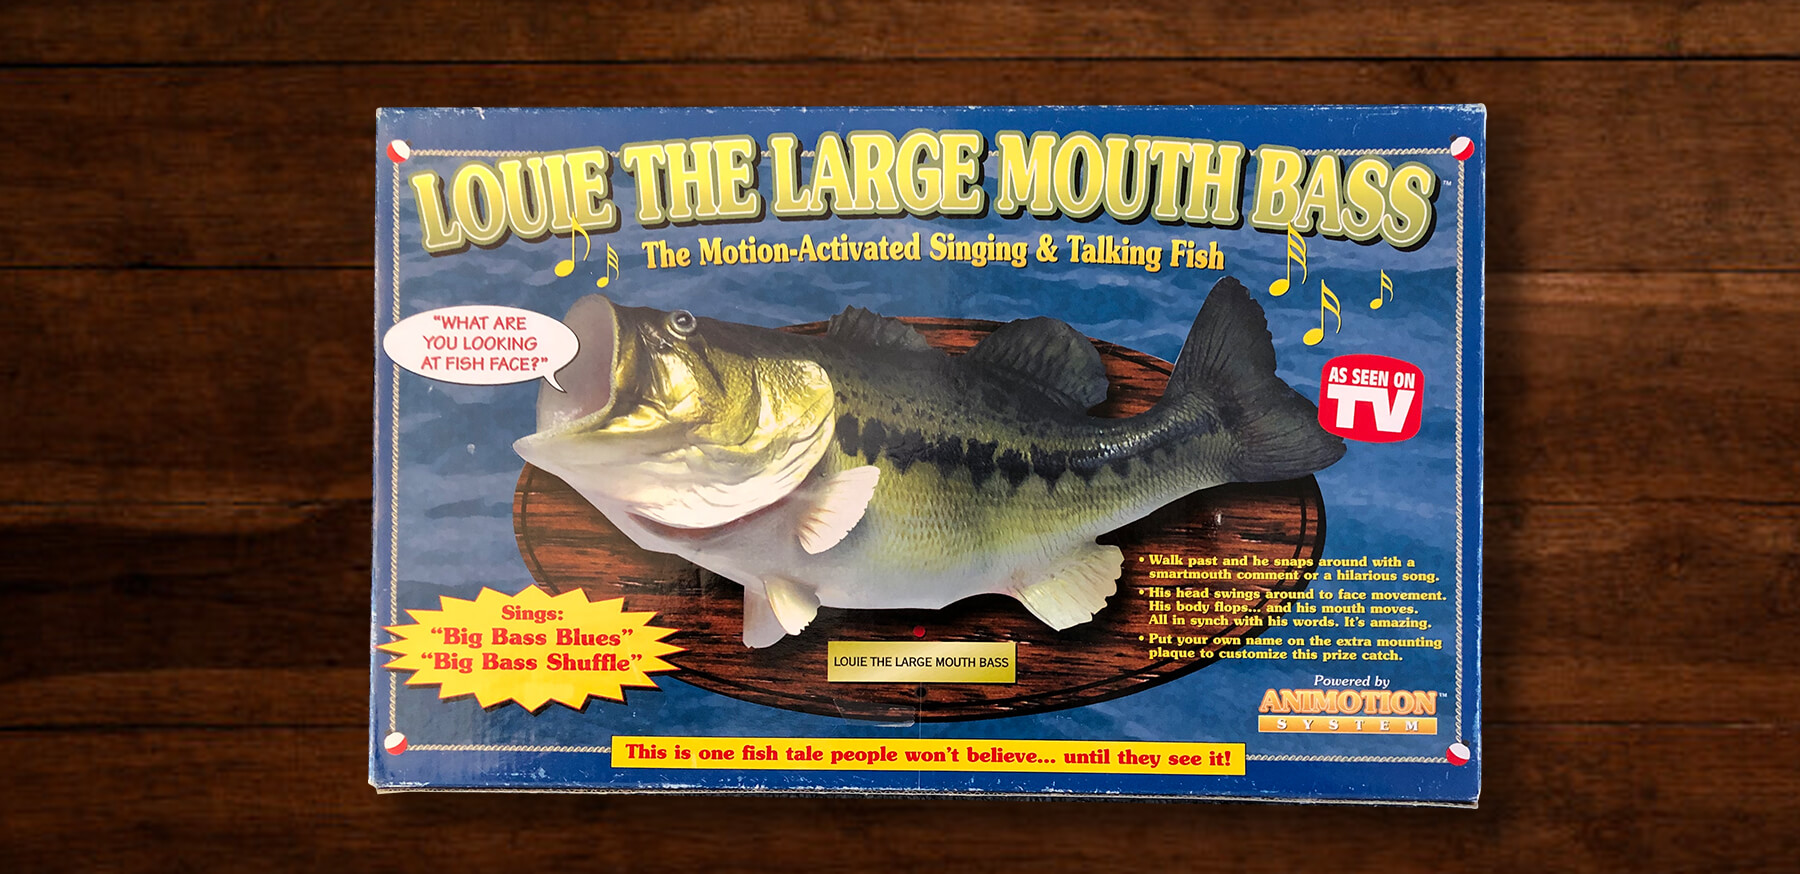 LOUIE THE LARGE MOUTH BASS™
The Motion-Activated Singing & Talking Fish
"WHAT ARE
YOU LOOKING
AT FISH FACE?"
AS SEEN ON
TV
• Walk past and he snaps around with a
smartmouth comment or a hilarious song.
• His head swings around to face movement.
His body flops... and his mouth moves.
All in synch with his words. It's amazing.
• Put your own name on the extra mounting
plaque to customize this prize catch.
Sings:
"Big Bass Blues"
"Big Bass Shuffle"
LOUIE THE LARGE MOUTH BASS
Powered by
ANIMOTION™
SYSTEM
This is one fish tale people won't believe... until they see it!